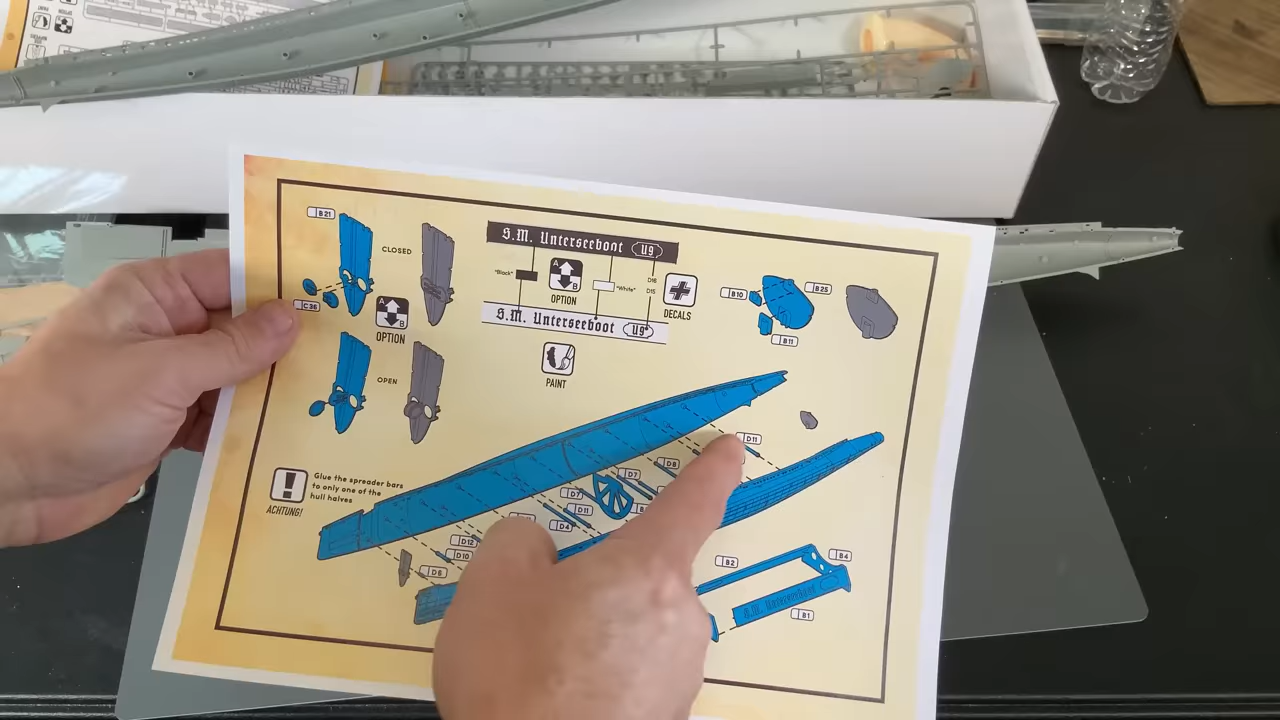 B21
CLOSED
C36
A
B
OPTION
OPEN
S.M. Unterseeboot U9
"Black"
A
B
OPTION
"White"
D16
D15
DECALS
S.M. Unterseeboot U9
PAINT
B10
B25
B11
ACHTUNG!
Glue the spreader bars
to only one of the
hull halves
D11
D8
D7
D7
D11
D4
D12
D10
D6
B2
B4
S.M. Unterseeboot
B1